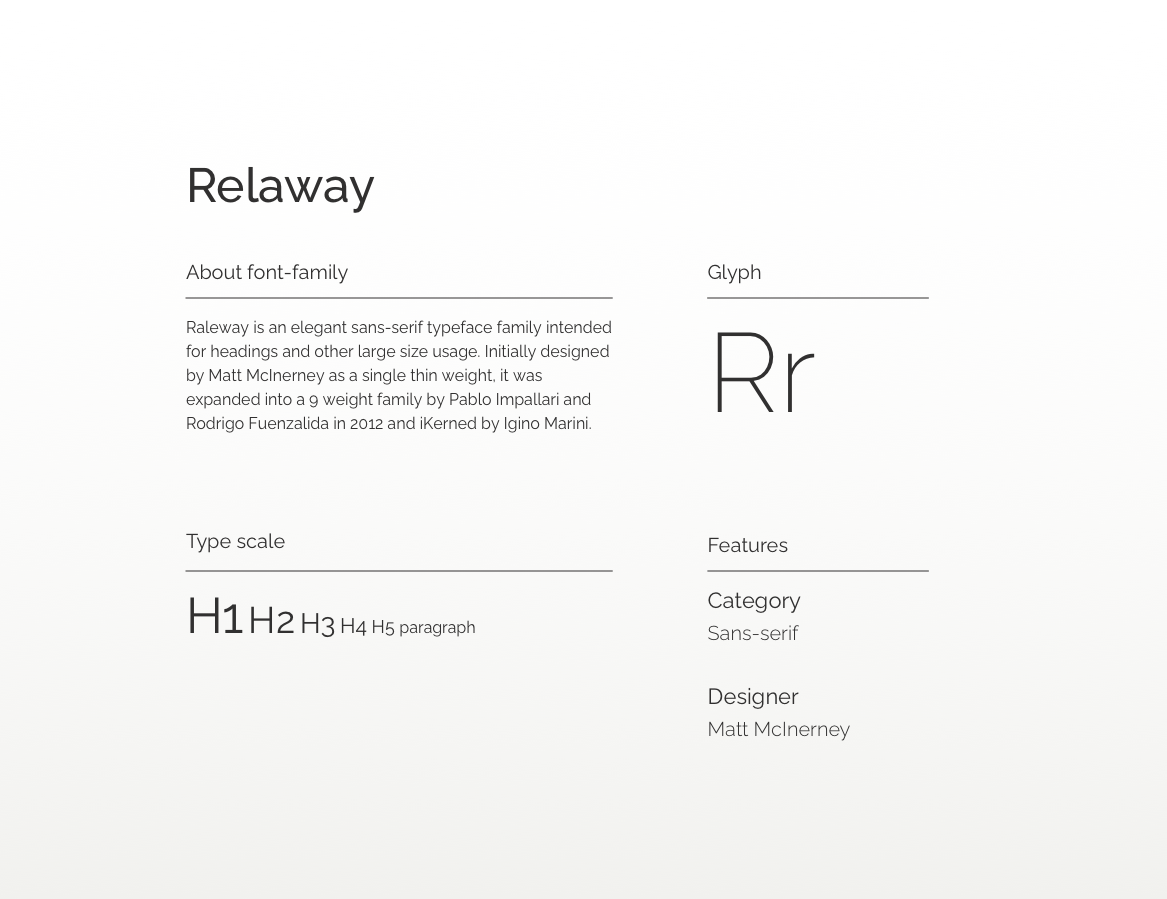 Relaway
About font-family
Raleway is an elegant sans-serif typeface family intended
for headings and other large size usage. Initially designed
by Matt McInerney as a single thin weight, it was
expanded into a 9 weight family by Pablo Impallari and
Rodrigo Fuenzalida in 2012 and iKerned by Igino Marini.
Glyph
Rr
Type scale
H1 H2 H3 H4 H5 paragraph
Features
Category
Sans-serif
Designer
Matt McInerney